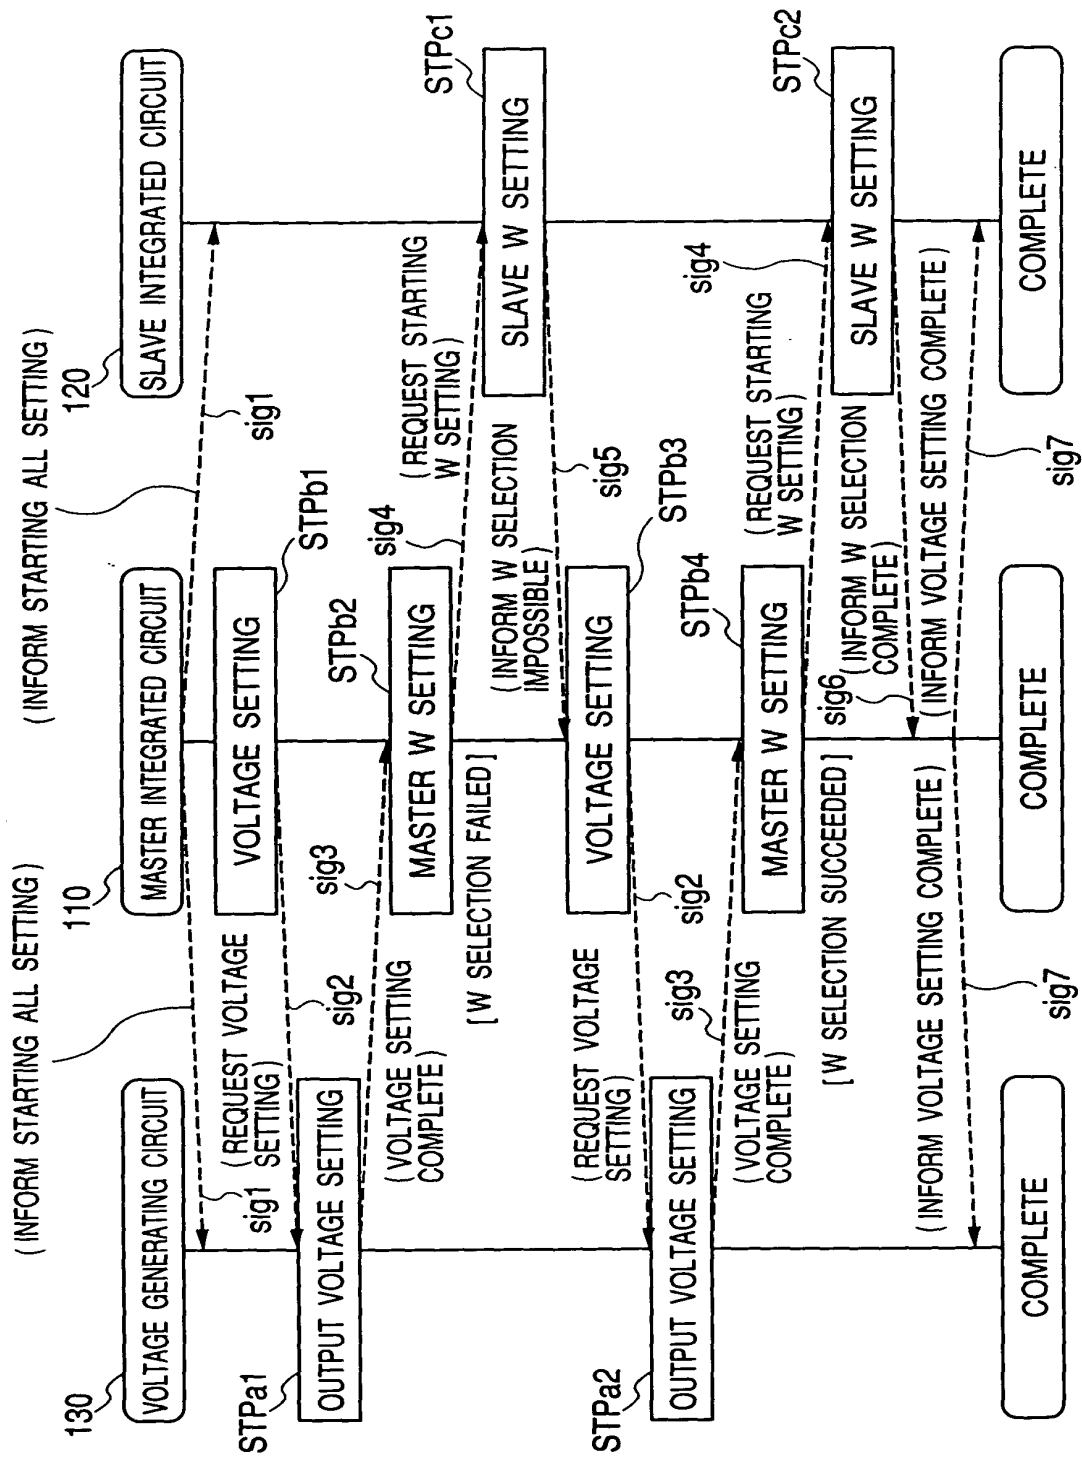 (INFORM STARTING ALL SETTING)
(INFORM STARTING ALL SETTING)
130
VOLTAGE GENERATING CIRCUIT
110
MASTER INTEGRATED CIRCUIT
120
SLAVE INTEGRATED CIRCUIT
sig1
sig1
VOLTAGE SETTING
STPb1
(REQUEST VOLTAGE
SETTING)
sig2
STPa1
OUTPUT VOLTAGE SETTING
sig3
(VOLTAGE SETTING
COMPLETE)
STPb2
MASTER W SETTING
sig4
(REQUEST STARTING
W SETTING)
STPc1
SLAVE W SETTING
[W SELECTION FAILED]
(INFORM W SELECTION
IMPOSSIBLE)
sig5
VOLTAGE SETTING
STPb3
(REQUEST VOLTAGE
SETTING)
sig2
STPa2
OUTPUT VOLTAGE SETTING
sig3
(VOLTAGE SETTING
COMPLETE)
STPb4
MASTER W SETTING
sig4
(REQUEST STARTING
W SETTING)
STPc2
SLAVE W SETTING
[W SELECTION SUCCEEDED]
sig6
(INFORM W SELECTION
COMPLETE)
(INFORM VOLTAGE SETTING COMPLETE)
(INFORM VOLTAGE SETTING COMPLETE)
sig7
sig7
COMPLETE
COMPLETE
COMPLETE